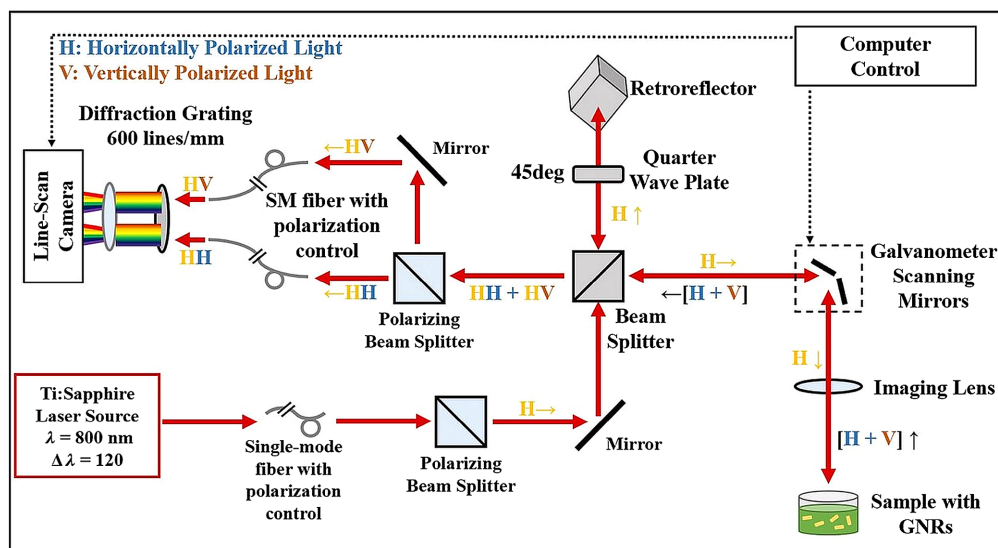 H: Horizontally Polarized Light
V: Vertically Polarized Light
Computer
Control
Retroreflector
Diffraction Grating
600 lines/mm
←HV
Mirror
45deg
Quarter
Wave Plate
Line-Scan
Camera
HV
SM fiber with
polarization
control
H ↑
HH
←HH
HH + HV
H→
←[H + V]
Galvanometer
Scanning
Mirrors
Polarizing
Beam Splitter
Beam
Splitter
H ↓
Imaging Lens
Ti:Sapphire
Laser Source
λ = 800 nm
Δλ = 120
H→
Mirror
[H + V] ↑
Single-mode
fiber with
polarization
control
Polarizing
Beam Splitter
Sample with
GNRs